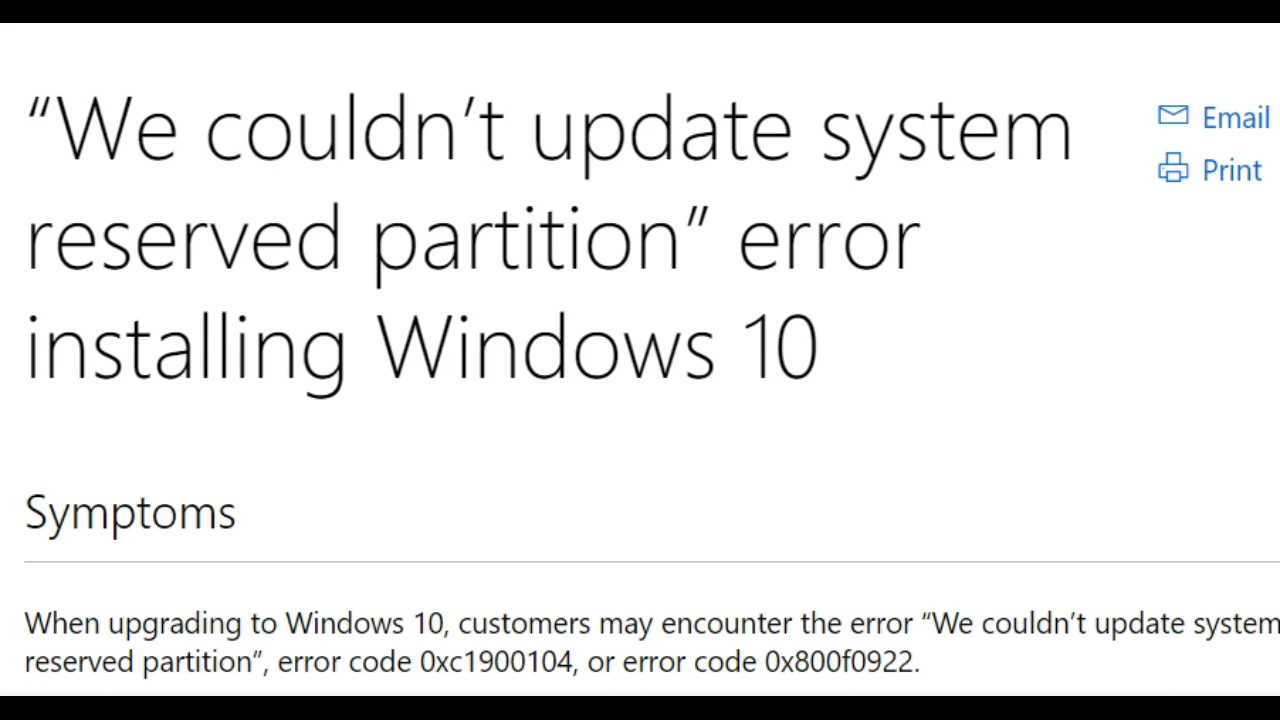 “We couldn’t update system
reserved partition” error
installing Windows 10
Email
Print
Symptoms
When upgrading to Windows 10, customers may encounter the error “We couldn’t update system
reserved partition”, error code 0xc1900104, or error code 0x800f0922.